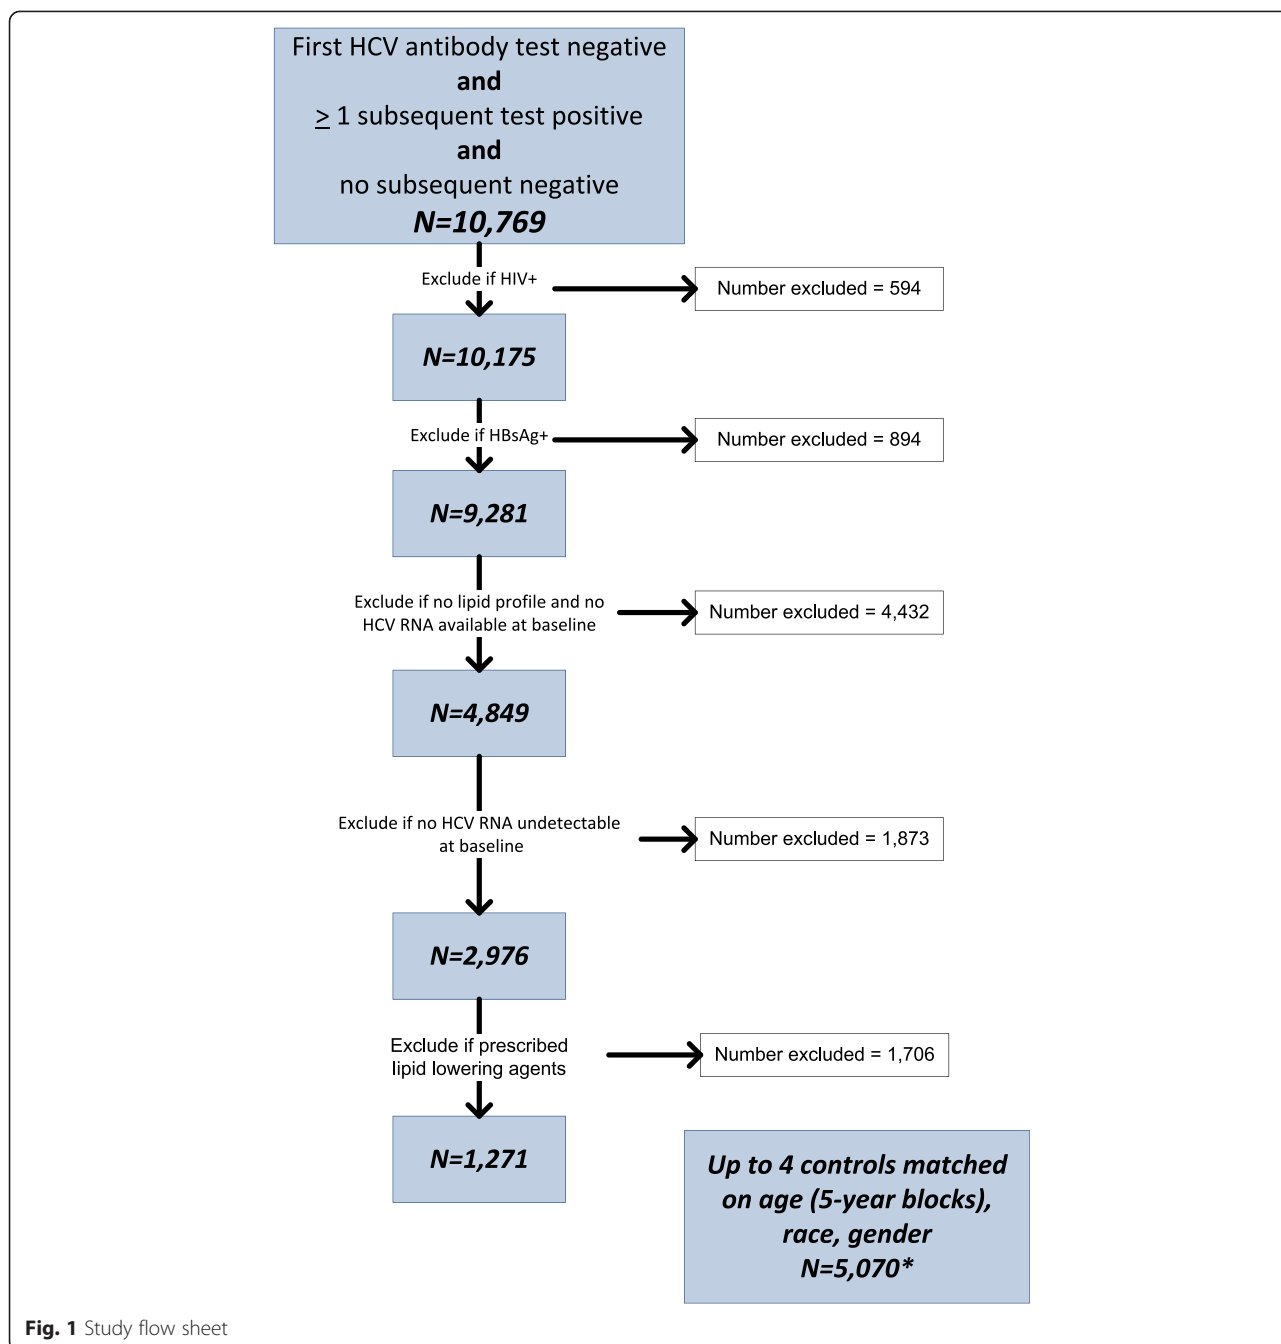 First HCV antibody test negative
and
≥ 1 subsequent test positive
and
no subsequent negative
N=10,769
Exclude if HIV+
Number excluded = 594
N=10,175
Exclude if HBsAg+
Number excluded = 894
N=9,281
Exclude if no lipid profile and no
HCV RNA available at baseline
Number excluded = 4,432
N=4,849
Exclude if no HCV RNA undetectable
at baseline
Number excluded = 1,873
N=2,976
Exclude if prescribed
lipid lowering agents
Number excluded = 1,706
N=1,271
Up to 4 controls matched
on age (5-year blocks),
race, gender
N=5,070*
Fig. 1 Study flow sheet